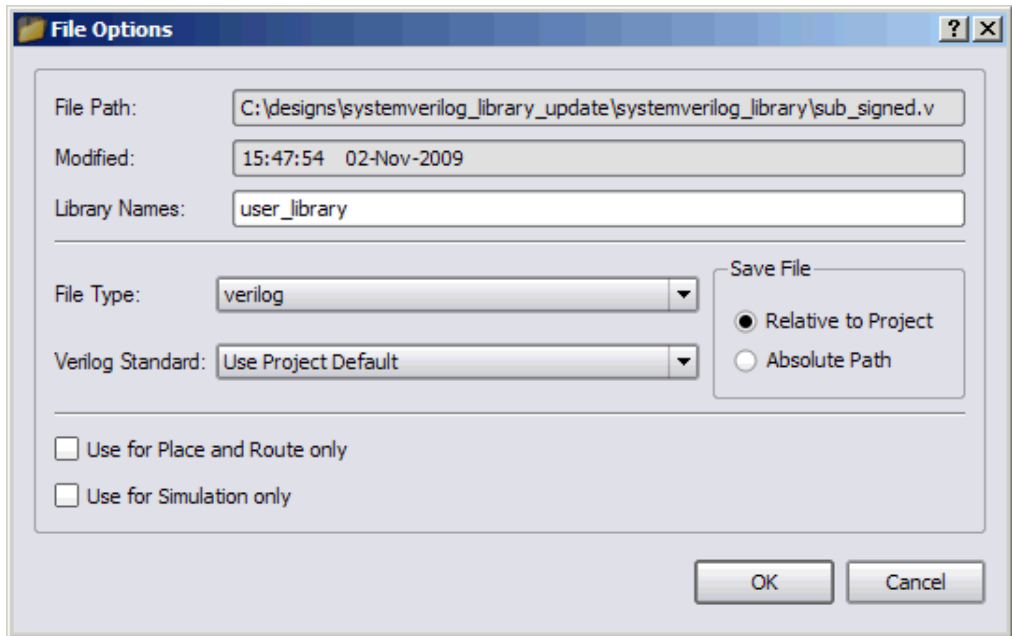 File Options
File Path: C:\designs\systemverilog_library_update\systemverilog_library\sub_signed.v
Modified: 15:47:54 02-Nov-2009
Library Names: user_library
Save File
File Type: verilog
Relative to Project
Verilog Standard: Use Project Default
Absolute Path
Use for Place and Route only
Use for Simulation only
OK Cancel